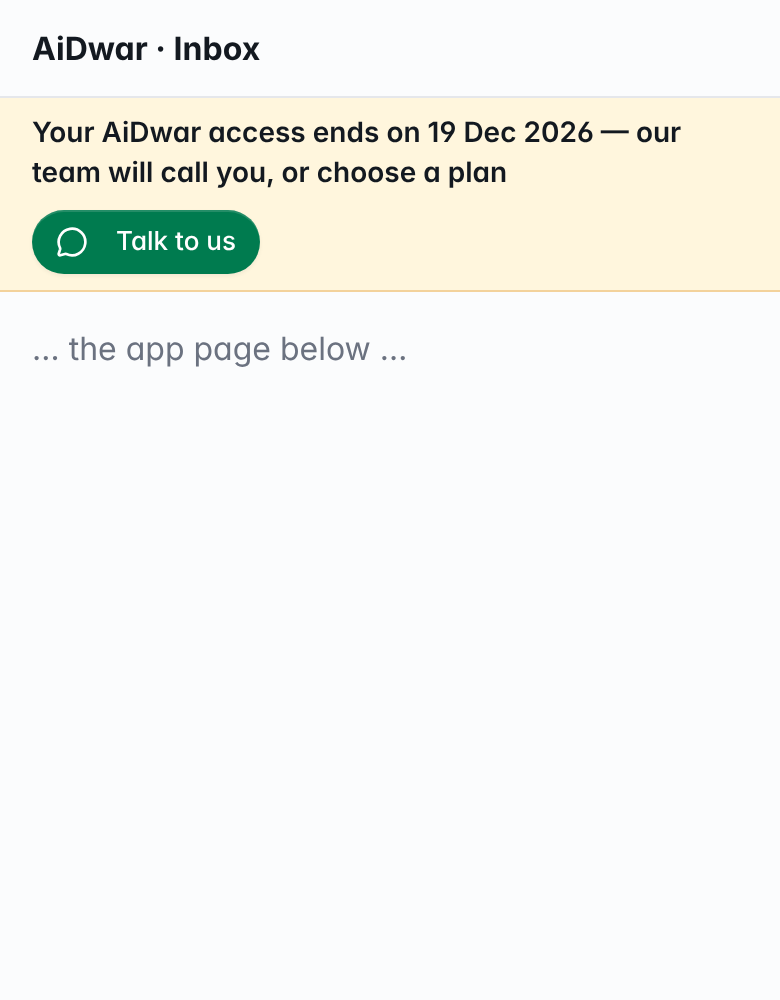 AiDwar · Inbox
Your AiDwar access ends on 19 Dec 2026 — our
team will call you, or choose a plan
Talk to us
... the app page below ...